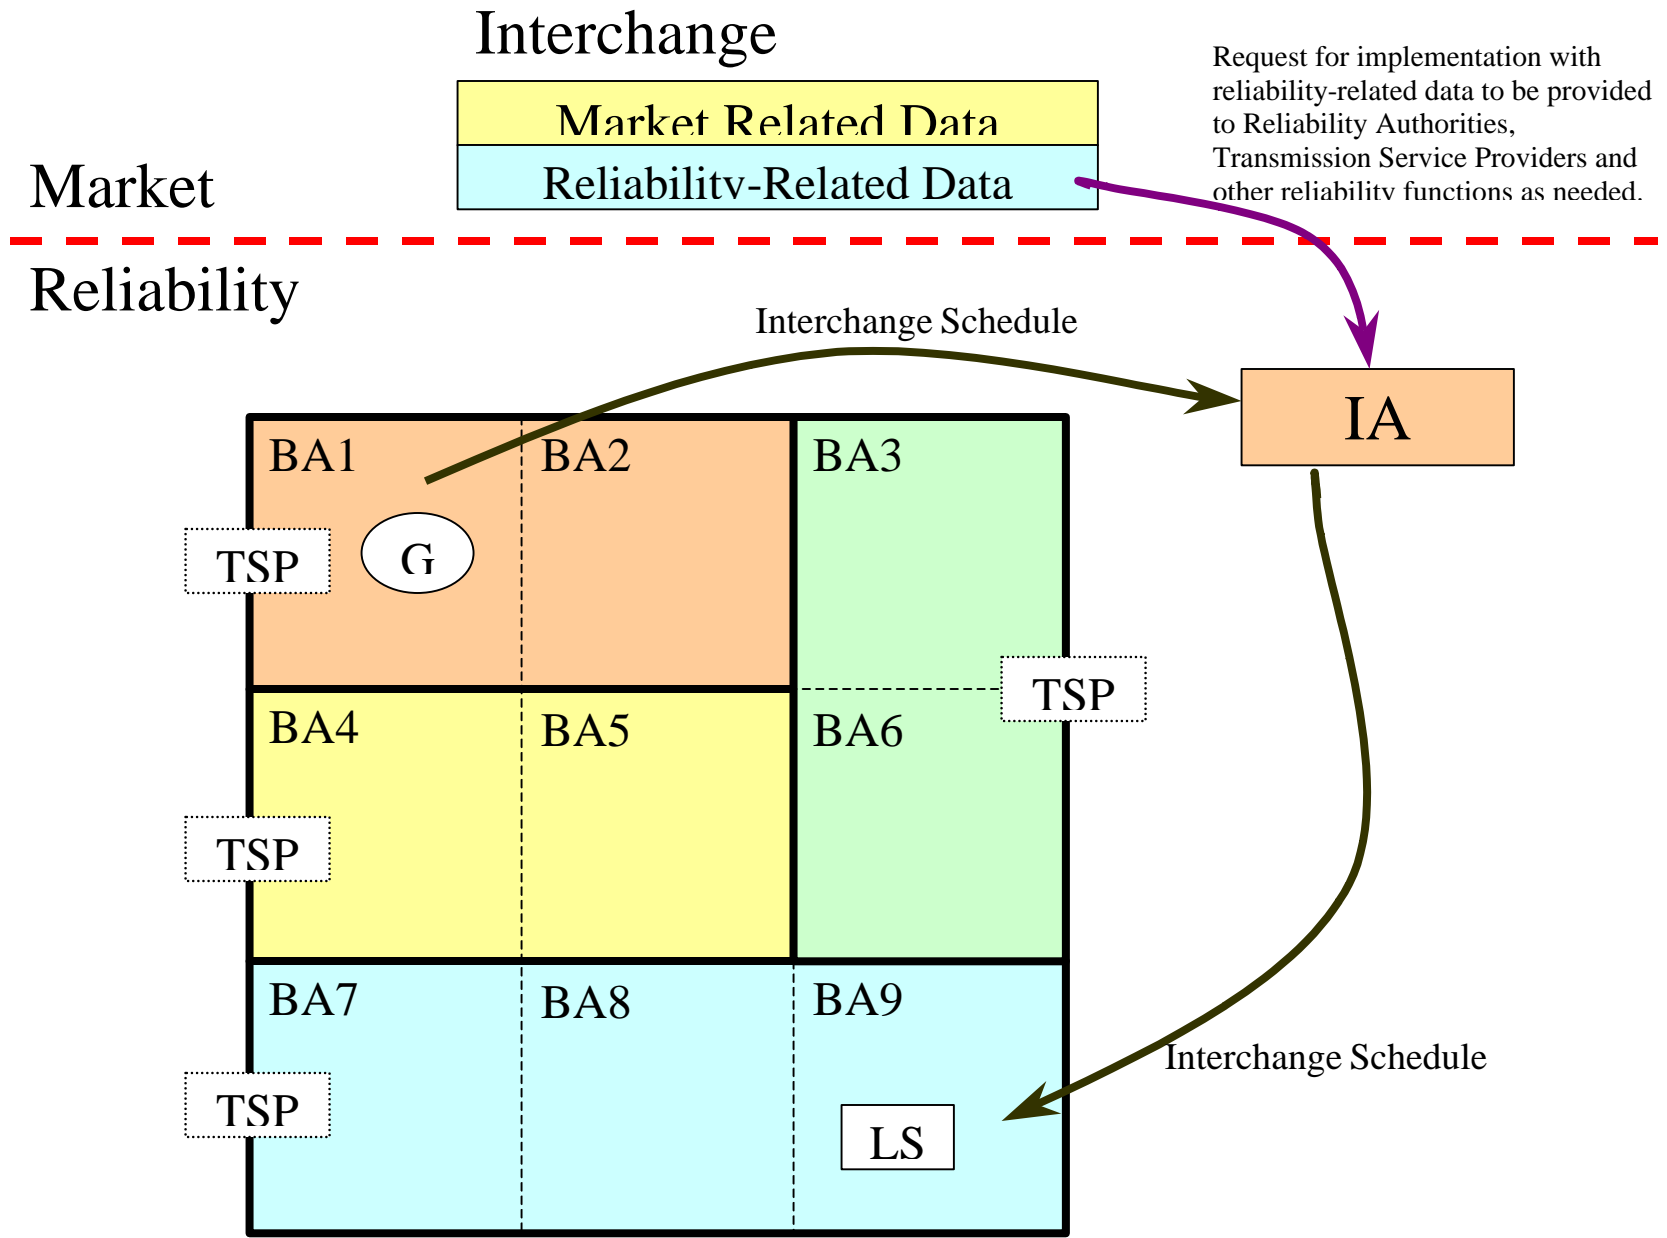 Interchange
Market Related Data
Reliability-Related Data
Request for implementation with
reliability-related data to be provided
to Reliability Authorities,
Transmission Service Providers and
other reliability functions as needed.
Market
Reliability
Interchange Schedule
IA
BA1
BA2
BA3
TSP
G
TSP
BA4
BA5
BA6
TSP
BA7
BA8
BA9
Interchange Schedule
TSP
LS